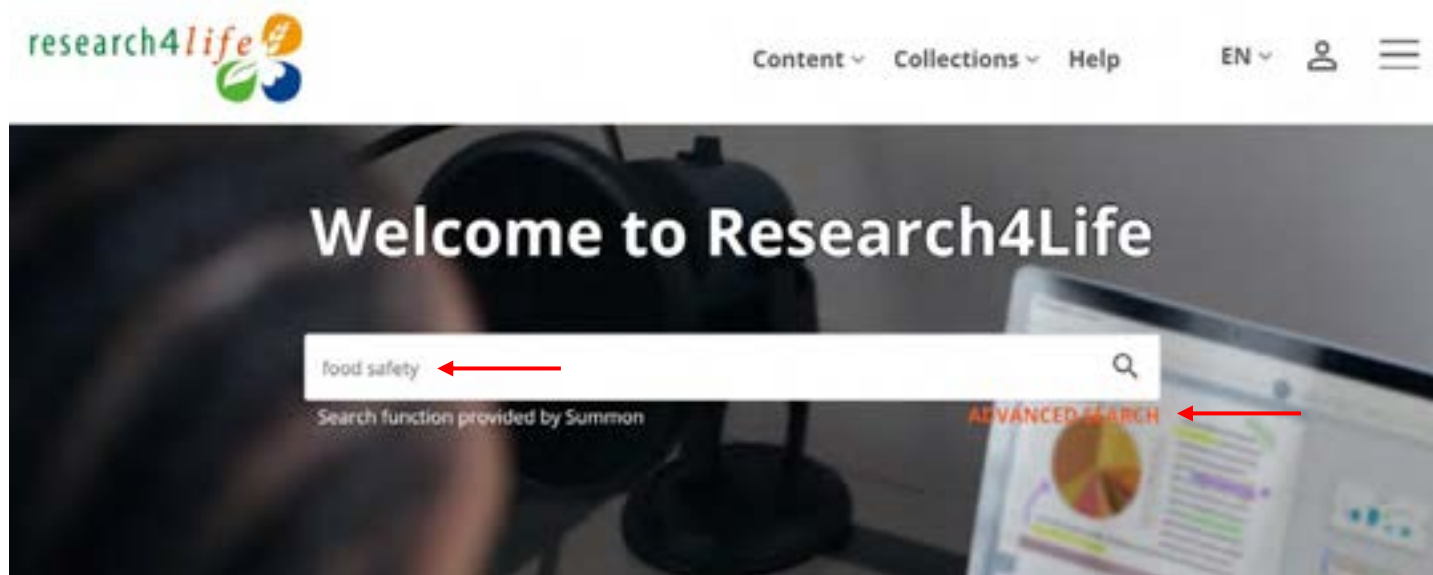 research4life
Content Collections Help EN
Welcome to Research4Life
food safety
Search function provided by Summon
ADVANCED SEARCH